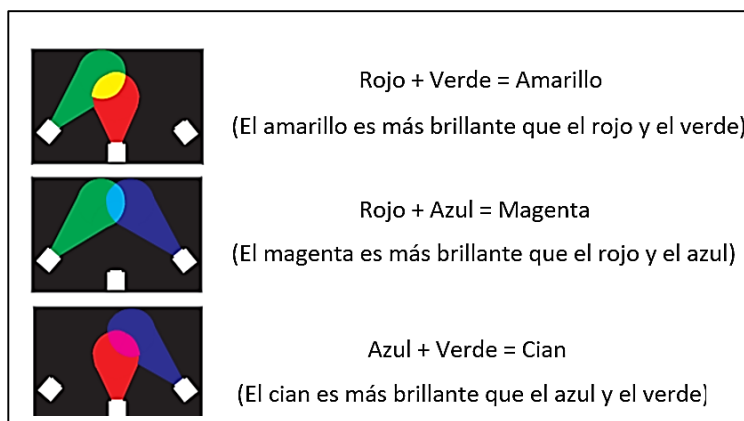 Rojo + Verde = Amarillo
(El amarillo es más brillante que el rojo y el verde)
Rojo + Azul = Magenta
(El magenta es más brillante que el rojo y el azul)
Azul + Verde = Cian
(El cian es más brillante que el azul y el verde)